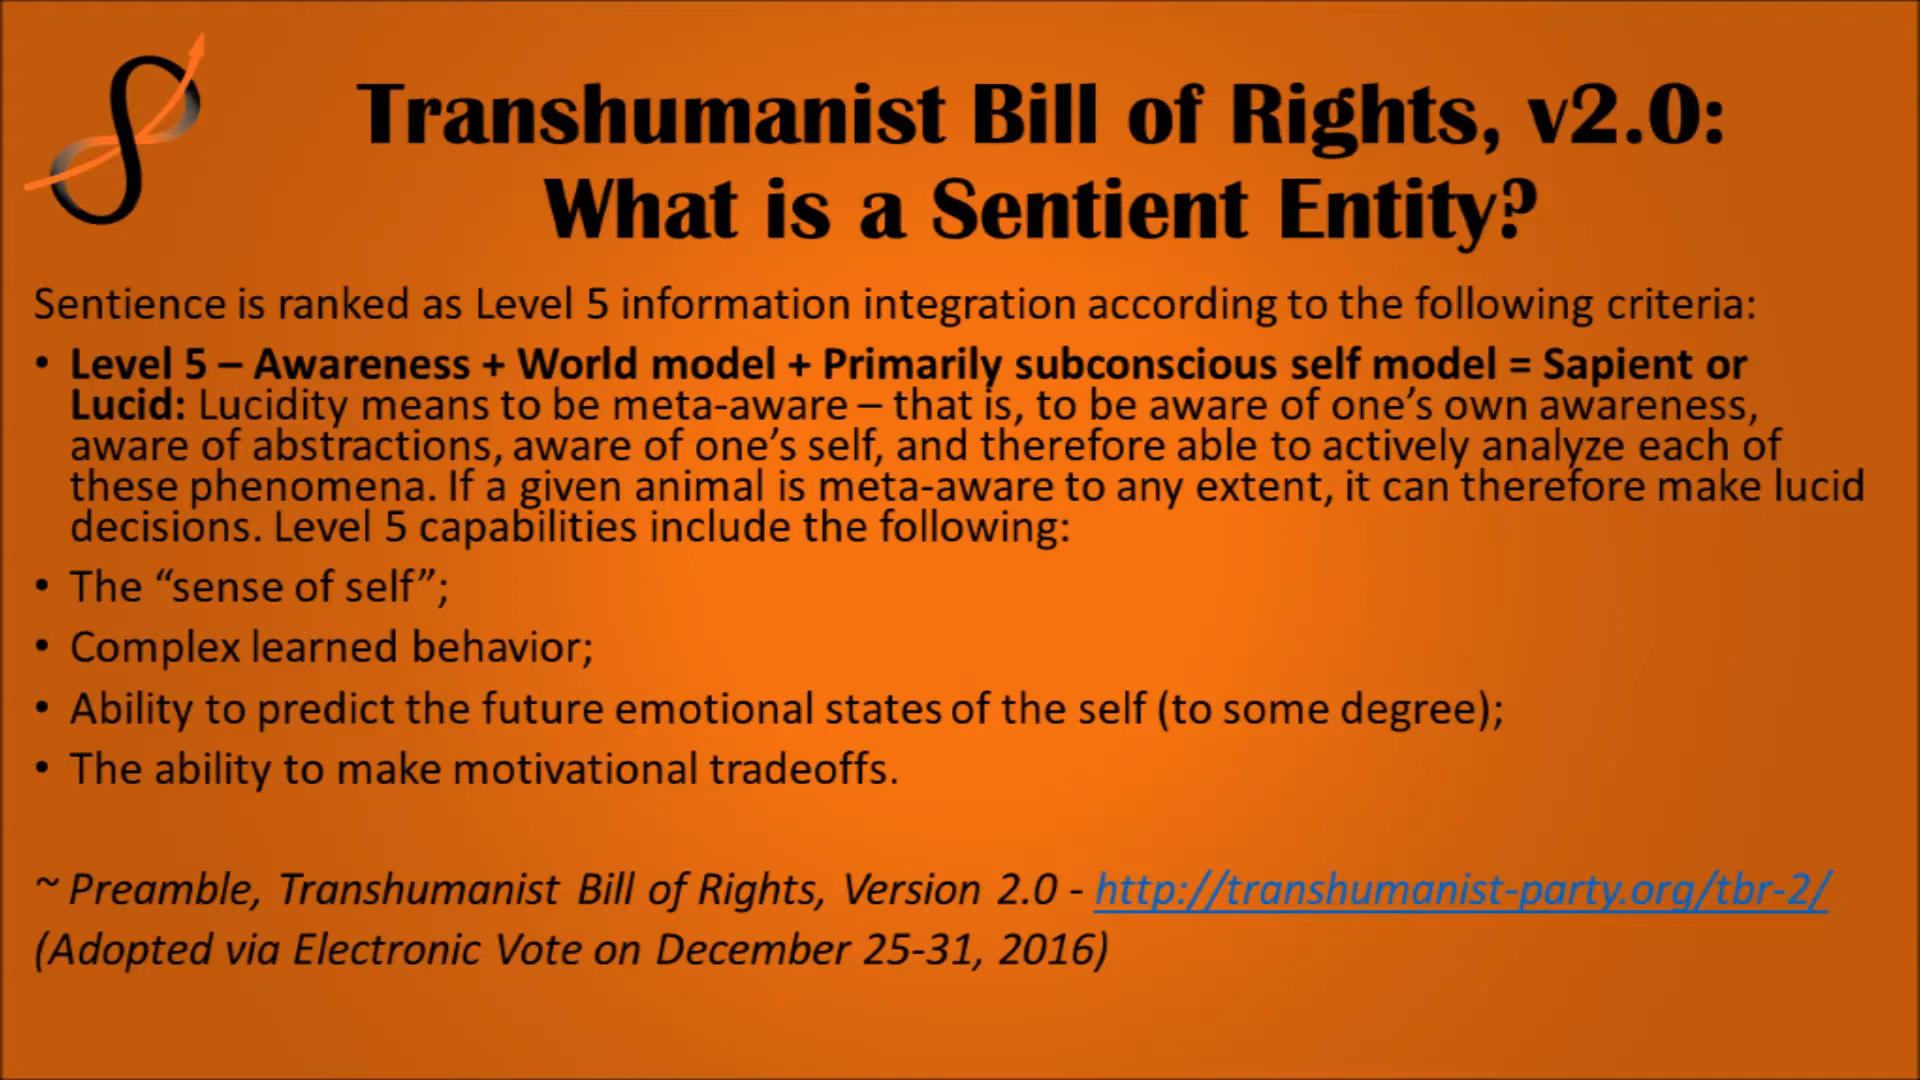 Transhumanist Bill of Rights, v2.0:
What is a Sentient Entity?
Sentience is ranked as Level 5 information integration according to the following criteria:
• Level 5 – Awareness + World model + Primarily subconscious self model = Sapient or
Lucid: Lucidity means to be meta-aware – that is, to be aware of one’s own awareness,
aware of abstractions, aware of one’s self, and therefore able to actively analyze each of
these phenomena. If a given animal is meta-aware to any extent, it can therefore make lucid
decisions. Level 5 capabilities include the following:
• The “sense of self”;
• Complex learned behavior;
• Ability to predict the future emotional states of the self (to some degree);
• The ability to make motivational tradeoffs.
~ Preamble, Transhumanist Bill of Rights, Version 2.0 - http://transhumanist-party.org/tbr-2/
(Adopted via Electronic Vote on December 25-31, 2016)